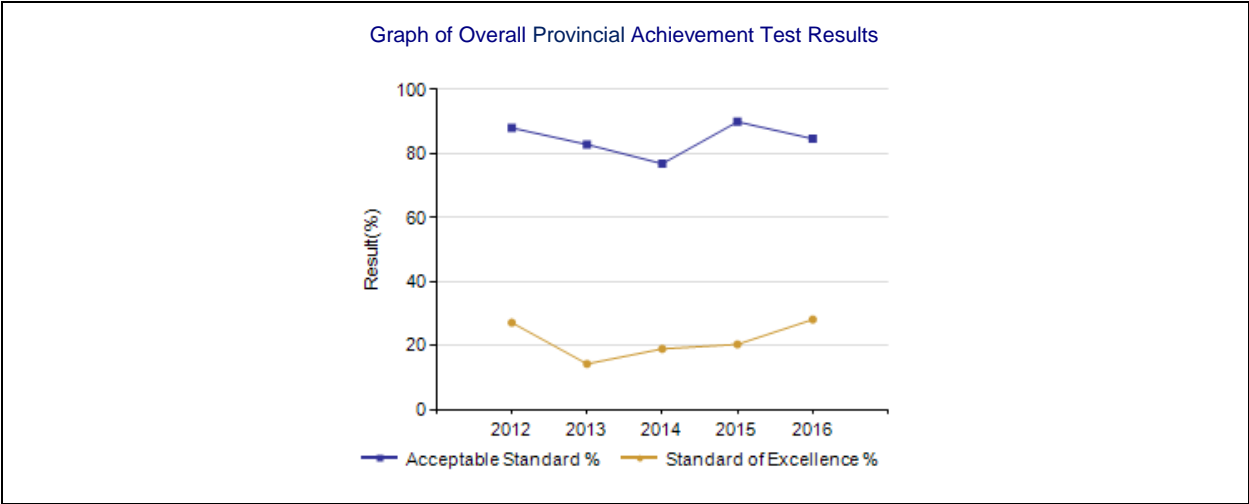 Graph of Overall Provincial Achievement Test Results
100
80
60
40
20
0
Result(%)
2012 2013 2014 2015 2016
Acceptable Standard % Standard of Excellence %